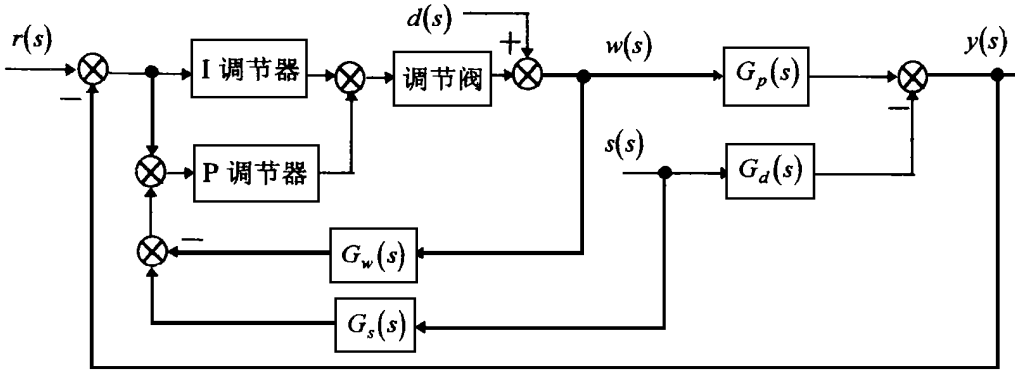 r(s)
d(s)
w(s)
y(s)
I 调节器
调节阀
G_p(s)
s(s)
P 调节器
G_d(s)
G_w(s)
G_s(s)